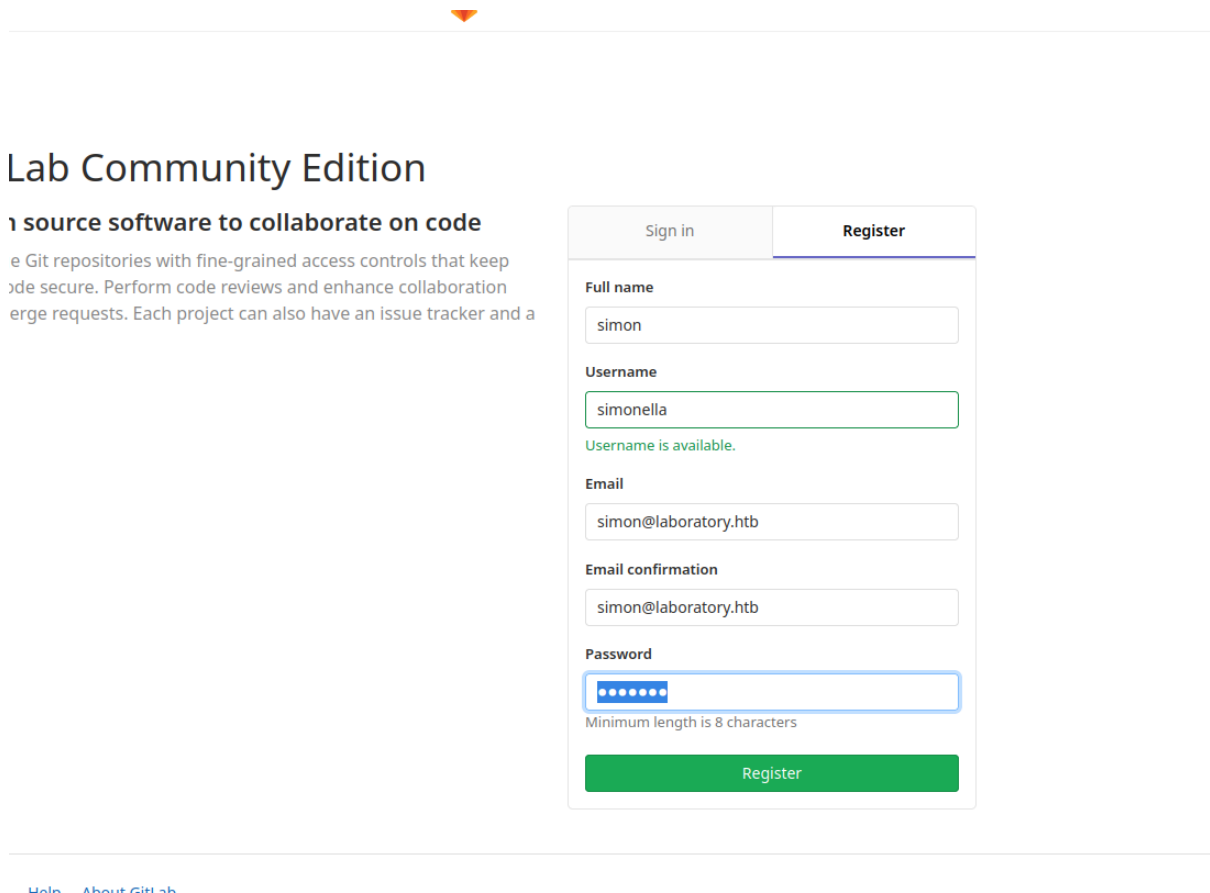 Lab Community Edition
source software to collaborate on code
e Git repositories with fine-grained access controls that keep
ode secure. Perform code reviews and enhance collaboration
erge requests. Each project can also have an issue tracker and a
Sign in
Register
Full name
simon
Username
simonella
Username is available.
Email
simon@laboratory.htb
Email confirmation
simon@laboratory.htb
Password
●●●●●●●
Minimum length is 8 characters
Register
Help
About GitLab